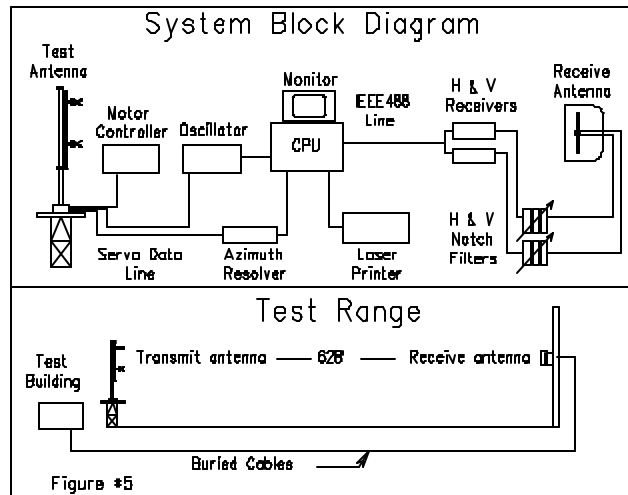 System Block Diagram
Test
Antenna
Motor
Controller
Oscillator
Monitor
CPU
IEEE488
Line
H & V
Receivers
Receive
Antenna
Servo Data
Line
Azimuth
Resolver
Laser
Printer
H & V
Notch
Filters
Test Range
Test
Building
Transmit antenna — 628' — Receive antenna
Buried Cables
Figure #5